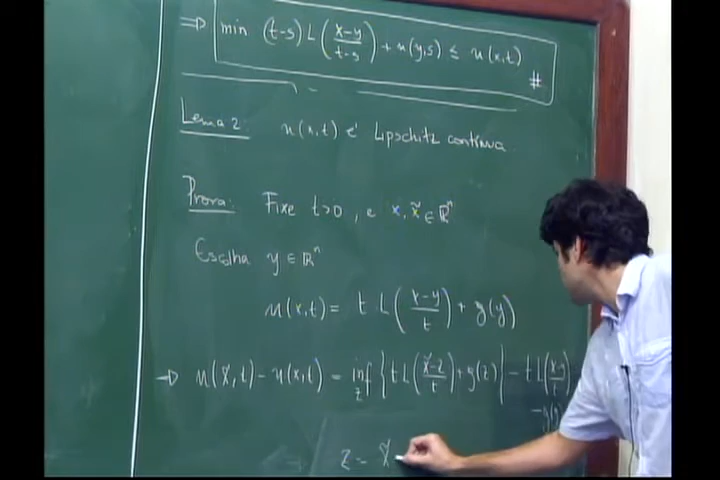 ⇒ min (t-s) L((x-y)/(t-s)) + u(y,s) ≤ u(x,t) #
Lema 2: u(x,t) é Lipschitz contínua
Prova: Fixe t>0, e x, x̃ ∈ ℝⁿ
Escolha y ∈ ℝⁿ
u(x,t) = t L((x-y)/t) + g(y)
→ u(x̃,t) - u(x,t) = inf_z { t L((x̃-z)/t) + g(z) } - t L((x-y)/t)
- g(y)
z = x̃